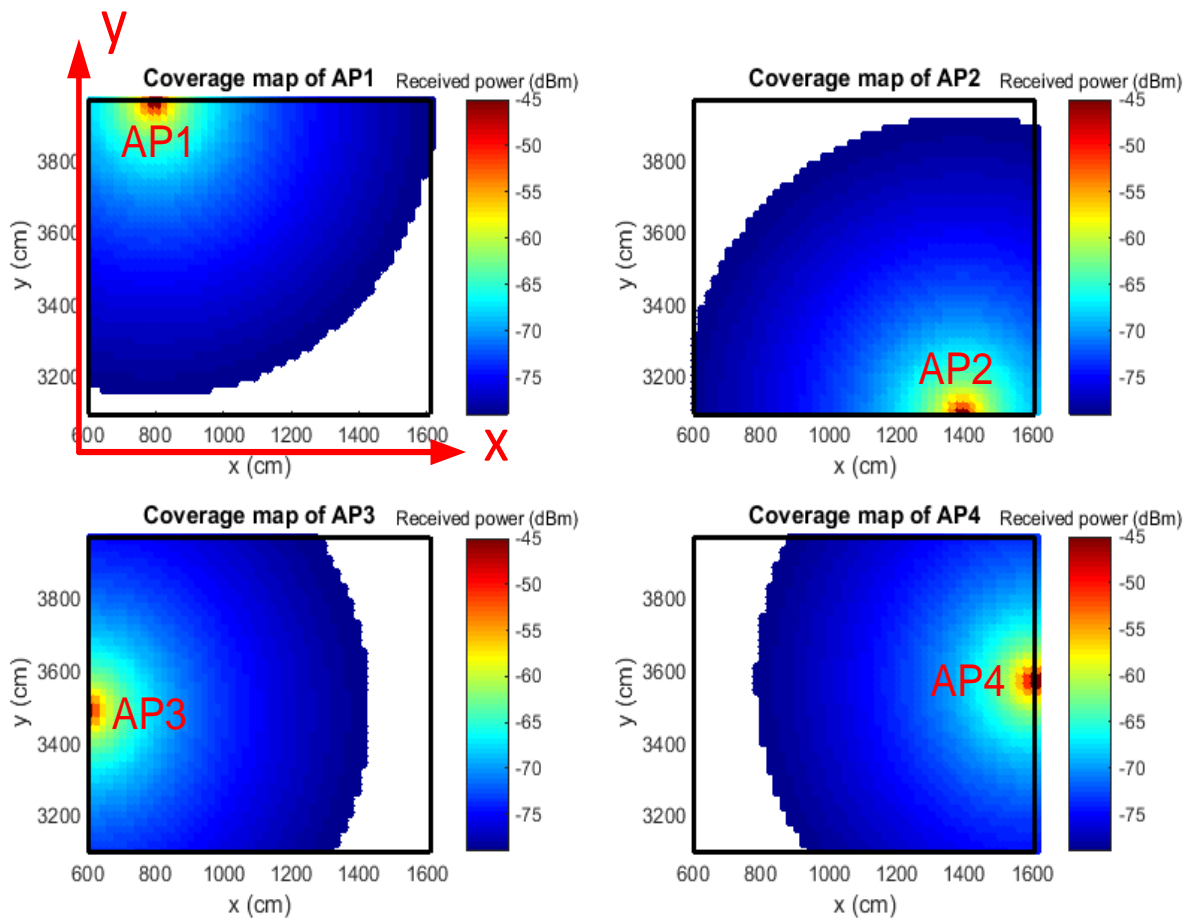 y
Coverage map of AP1
Received power (dBm)
AP1
y (cm)
3800
3600
3400
3200
600 800 1000 1200 1400 1600
x (cm)
x
-45
-50
-55
-60
-65
-70
-75
Coverage map of AP2
Received power (dBm)
AP2
y (cm)
3800
3600
3400
3200
600 800 1000 1200 1400 1600
x (cm)
-45
-50
-55
-60
-65
-70
-75
Coverage map of AP3
Received power (dBm)
AP3
y (cm)
3800
3600
3400
3200
600 800 1000 1200 1400 1600
x (cm)
-45
-50
-55
-60
-65
-70
-75
Coverage map of AP4
Received power (dBm)
AP4
y (cm)
3800
3600
3400
3200
600 800 1000 1200 1400 1600
x (cm)
-45
-50
-55
-60
-65
-70
-75